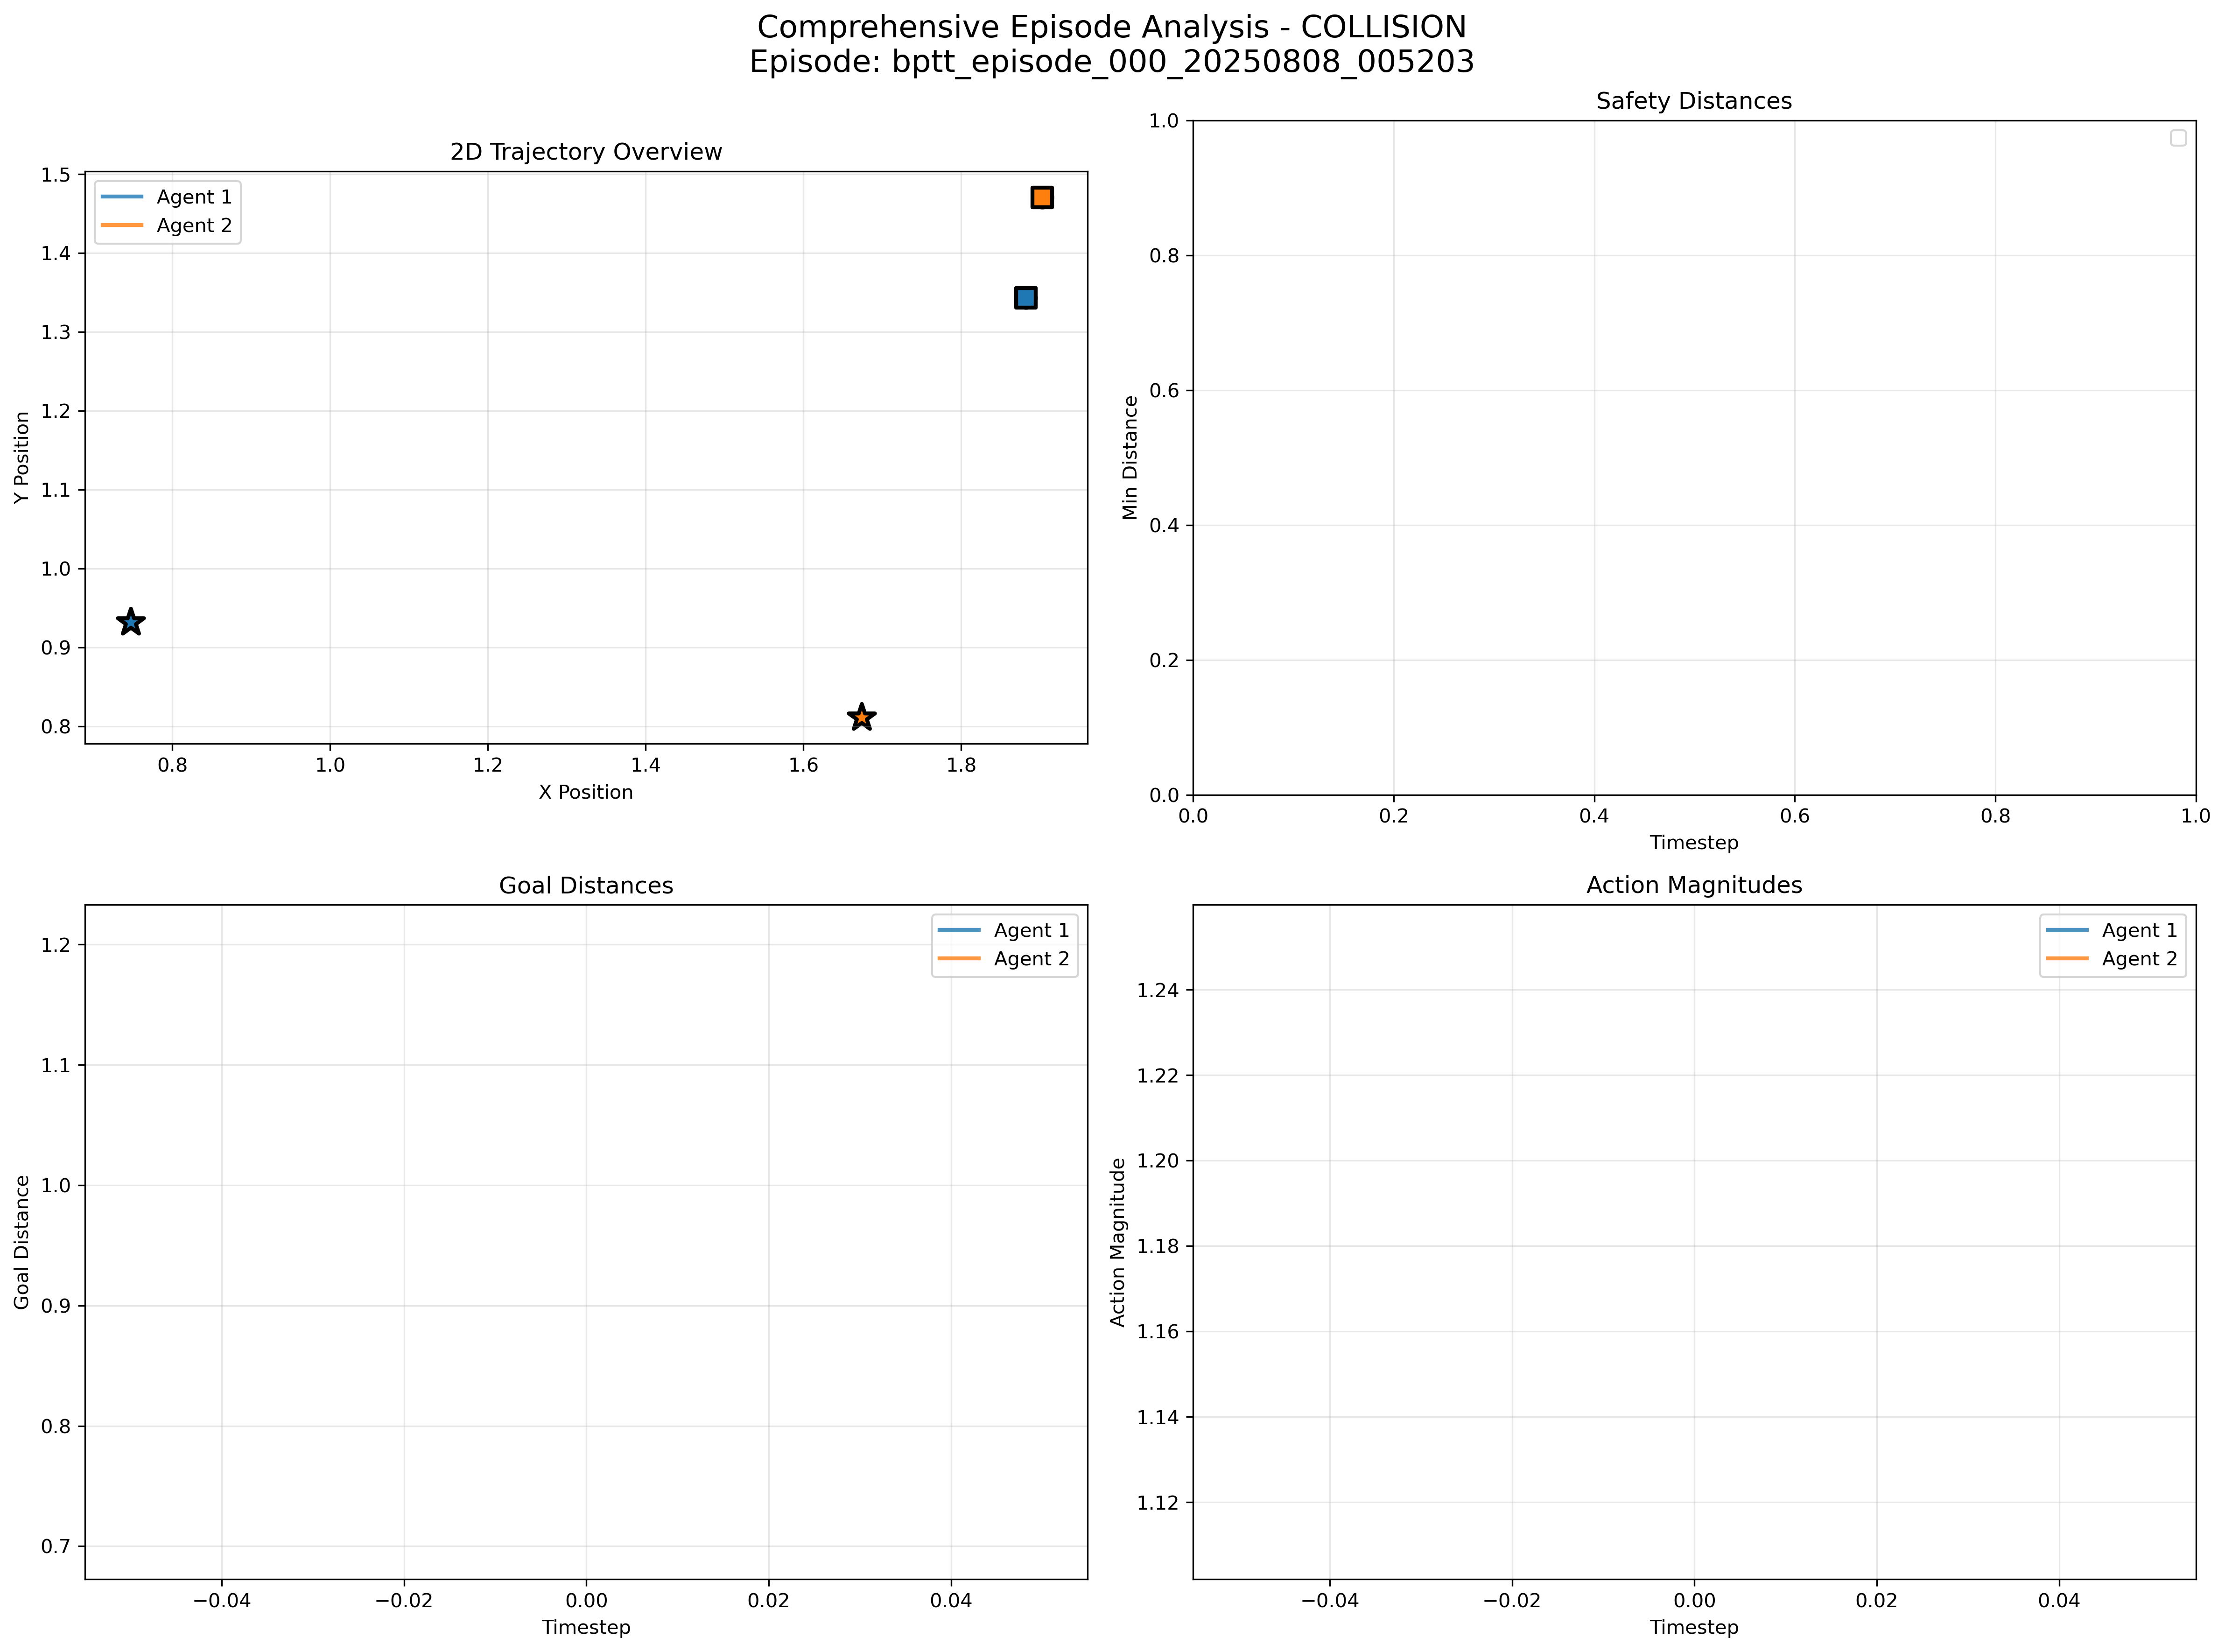 Comprehensive Episode Analysis - COLLISION
Episode: bptt_episode_000_20250808_005203
2D Trajectory Overview
Agent 1
Agent 2
1.5
1.4
1.3
1.2
1.1
1.0
0.9
0.8
Y Position
0.8 1.0 1.2 1.4 1.6 1.8
X Position
Safety Distances
1.0
0.8
0.6
0.4
0.2
0.0
Min Distance
0.0 0.2 0.4 0.6 0.8 1.0
Timestep
Goal Distances
Agent 1
Agent 2
1.2
1.1
1.0
0.9
0.8
0.7
Goal Distance
−0.04 −0.02 0.00 0.02 0.04
Timestep
Action Magnitudes
Agent 1
Agent 2
1.24
1.22
1.20
1.18
1.16
1.14
1.12
Action Magnitude
−0.04 −0.02 0.00 0.02 0.04
Timestep